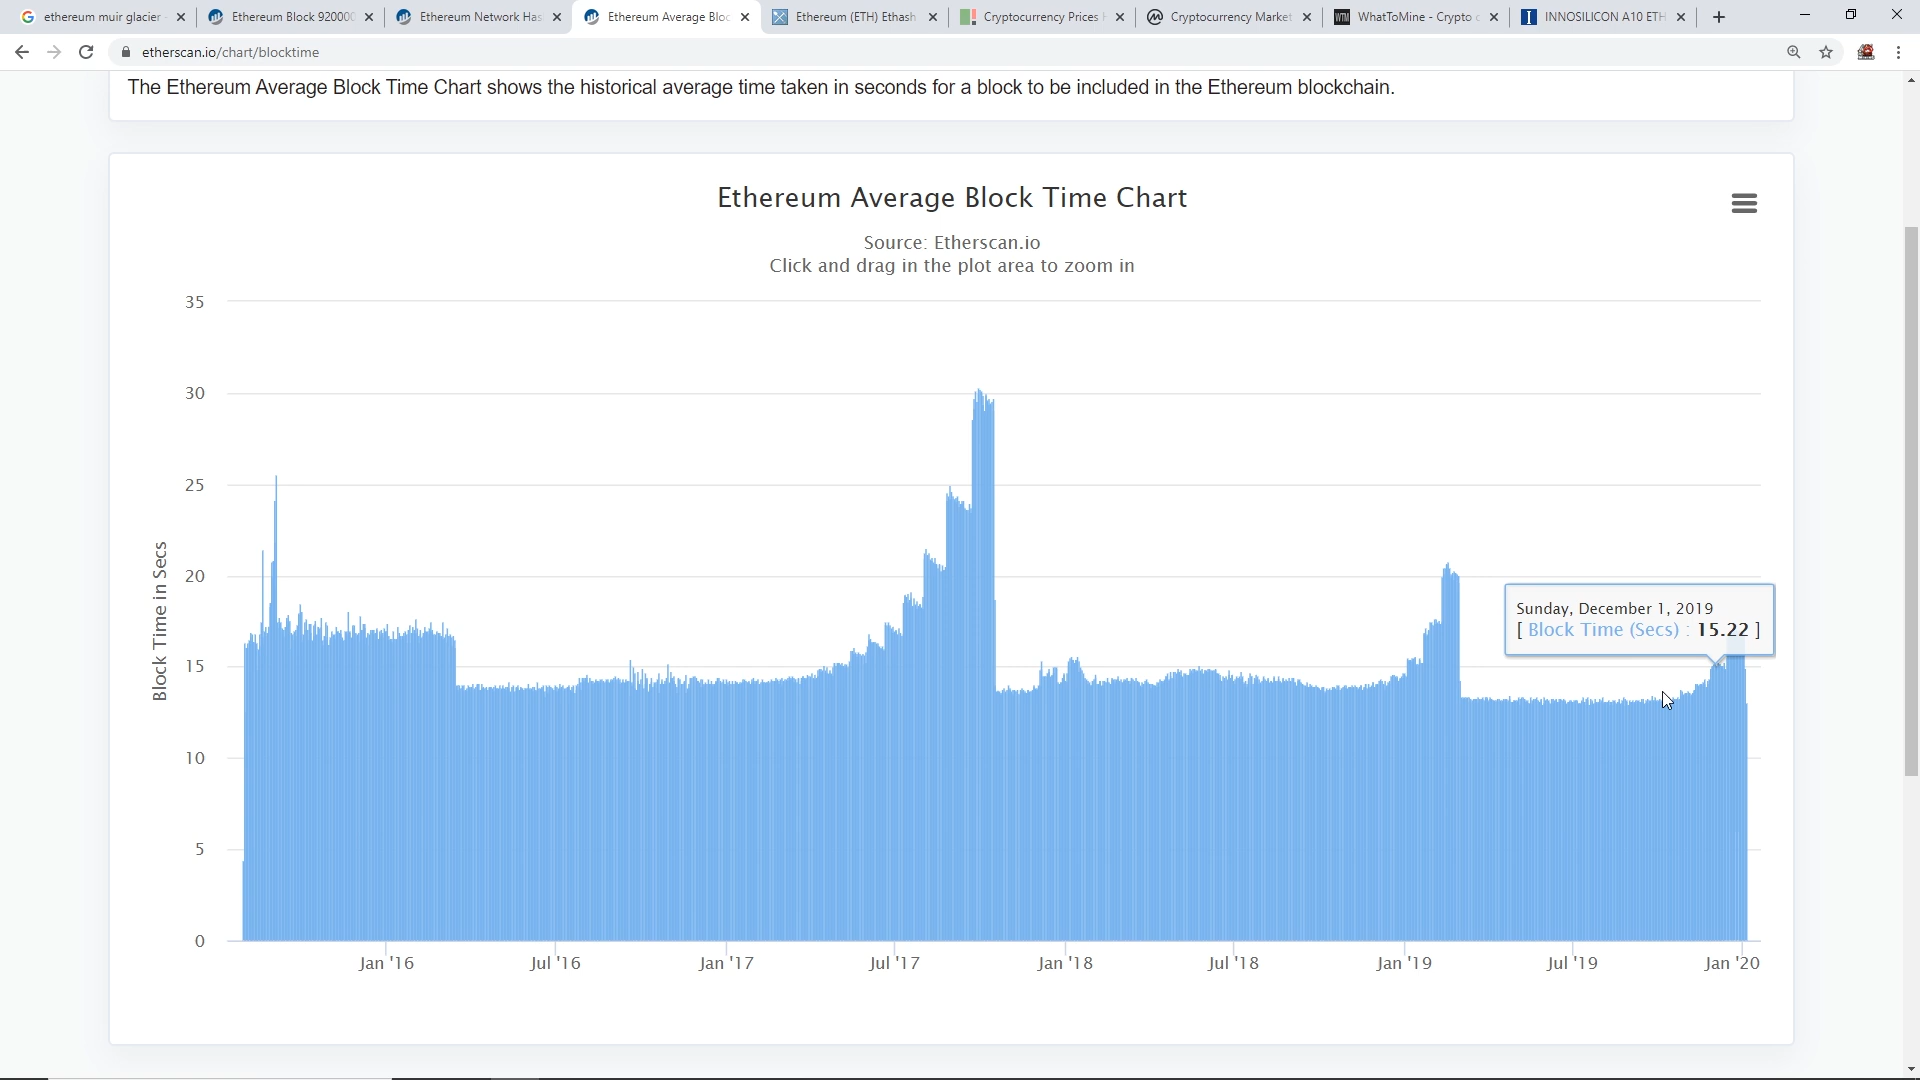 ethereum muir glacier
Ethereum Block 920000
Ethereum Network Has
Ethereum Average Bloc
Ethereum (ETH) Ethash
Cryptocurrency Prices
Cryptocurrency Market
WTM
WhatToMine - Crypto
INNOSILICON A10 ETH
etherscan.io/chart/blocktime
The Ethereum Average Block Time Chart shows the historical average time taken in seconds for a block to be included in the Ethereum blockchain.
Ethereum Average Block Time Chart
Source: Etherscan.io
Click and drag in the plot area to zoom in
Block Time in Secs
35
30
25
20
15
10
5
0
Sunday, December 1, 2019
[ Block Time (Secs) : 15.22 ]
Jan '16
Jul '16
Jan '17
Jul '17
Jan '18
Jul '18
Jan '19
Jul '19
Jan '20